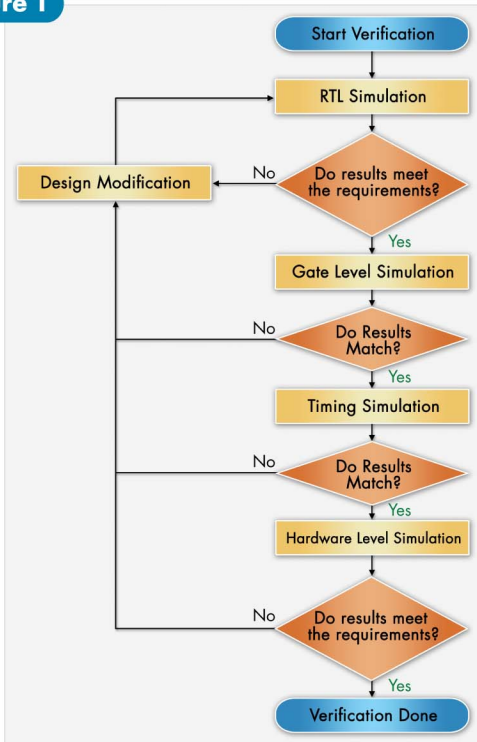 re 1
Start Verification
RTL Simulation
Do results meet
the requirements?
No
Design Modification
Yes
Gate Level Simulation
Do Results
Match?
No
Yes
Timing Simulation
Do Results
Match?
No
Yes
Hardware Level Simulation
Do results meet
the requirements?
No
Yes
Verification Done